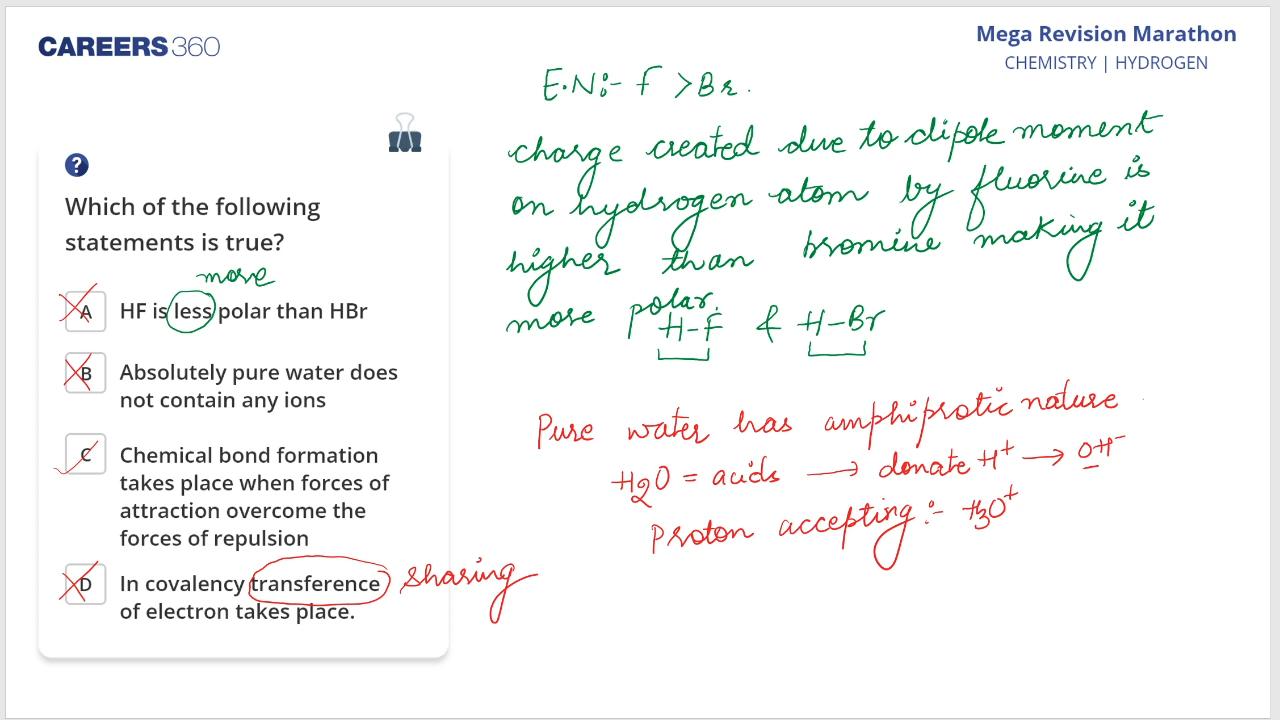 CAREERS360
Mega Revision Marathon
CHEMISTRY | HYDROGEN
?
Which of the following
statements is true?
more
A HF is less polar than HBr
B Absolutely pure water does
not contain any ions
C Chemical bond formation
takes place when forces of
attraction overcome the
forces of repulsion
D In covalency transference sharing
of electron takes place.
E.N:- F > Br.
charge created due to dipole moment
on hydrogen atom by fluorine is
higher than bromine making it
more polar.
H-F & H-Br
Pure water has amphiprotic nature
H2O = acids → donate H+ → OH-
Proton accepting :- H3O+